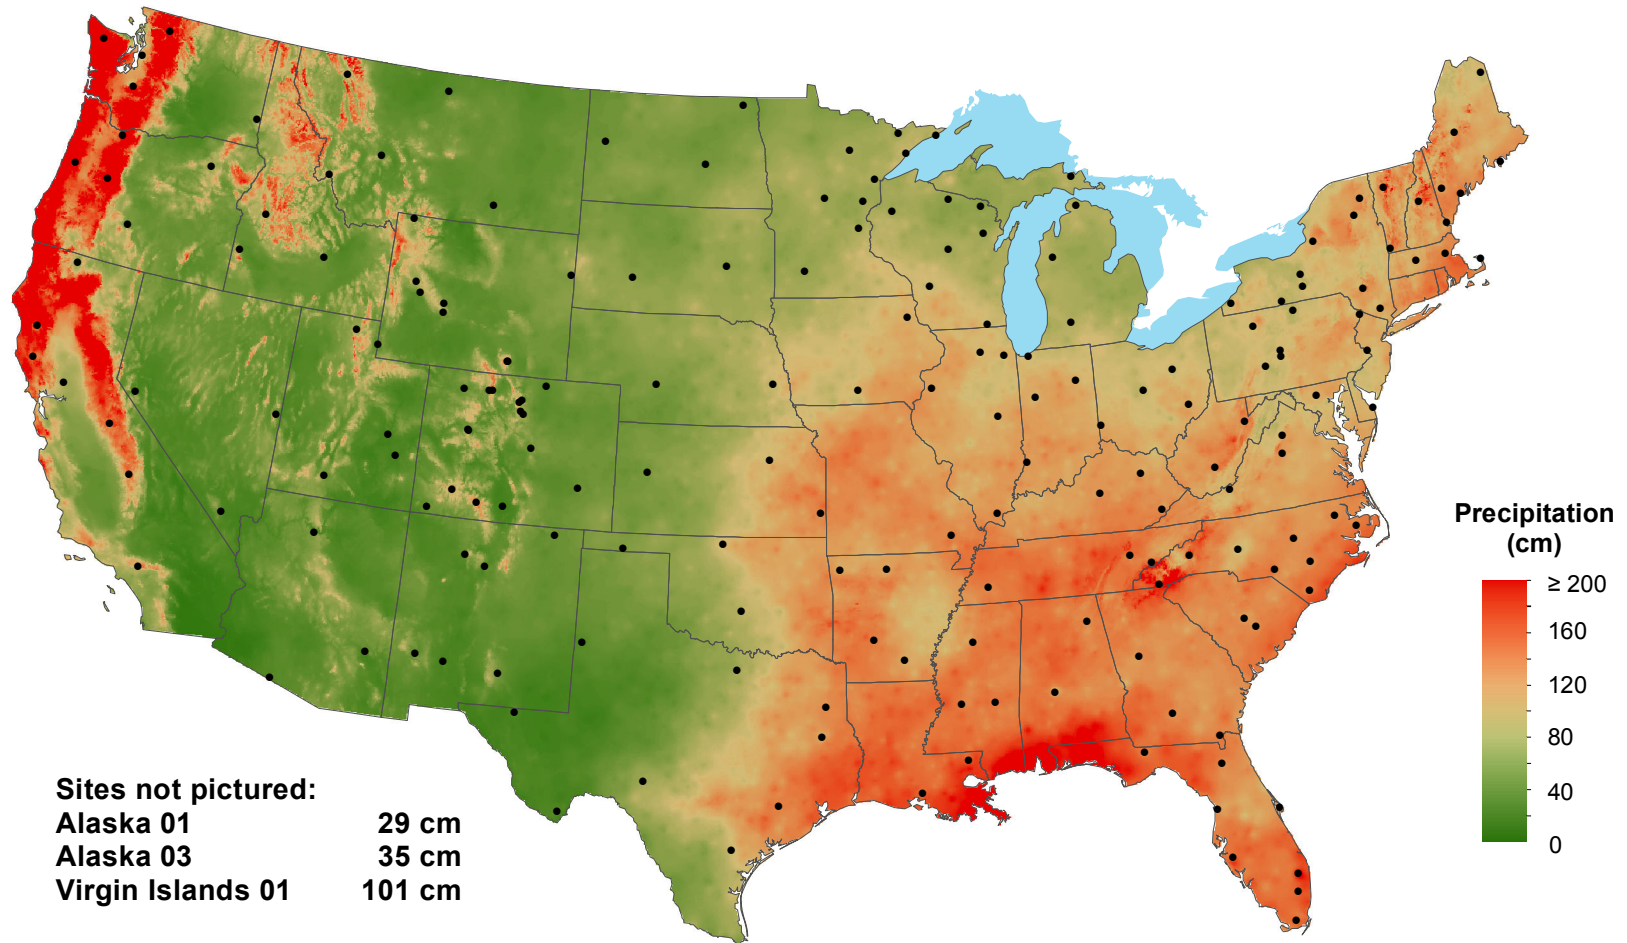 Precipitation
(cm)
≥ 200
160
120
80
40
0
Sites not pictured:
Alaska 01 29 cm
Alaska 03 35 cm
Virgin Islands 01 101 cm